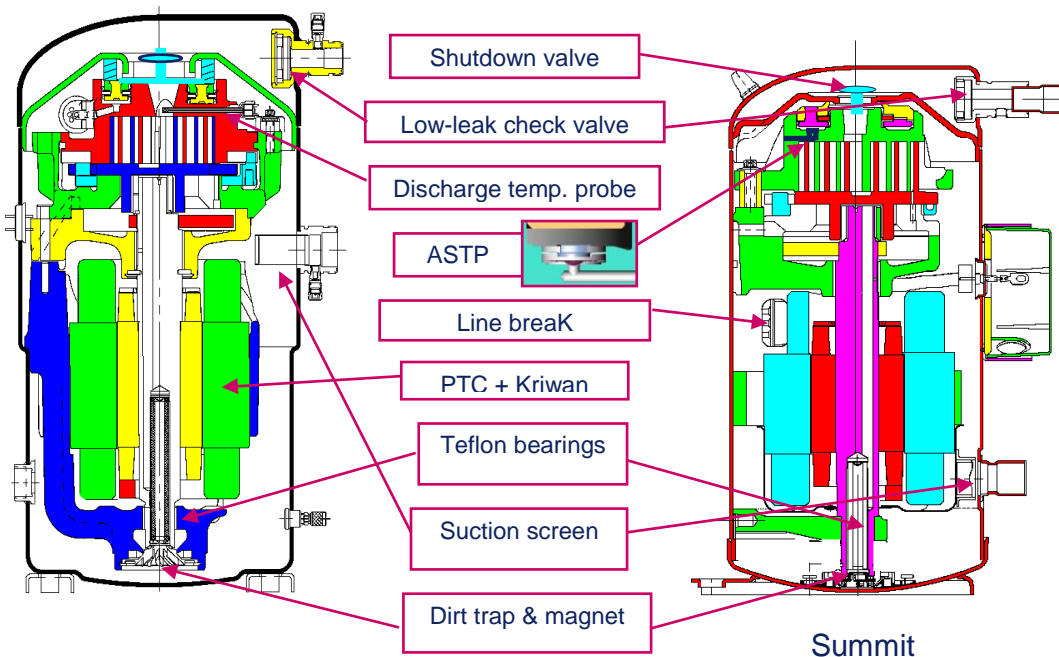 Shutdown valve
Low-leak check valve
Discharge temp. probe
ASTP
Line breaK
PTC + Kriwan
Teflon bearings
Suction screen
Dirt trap & magnet
Summit